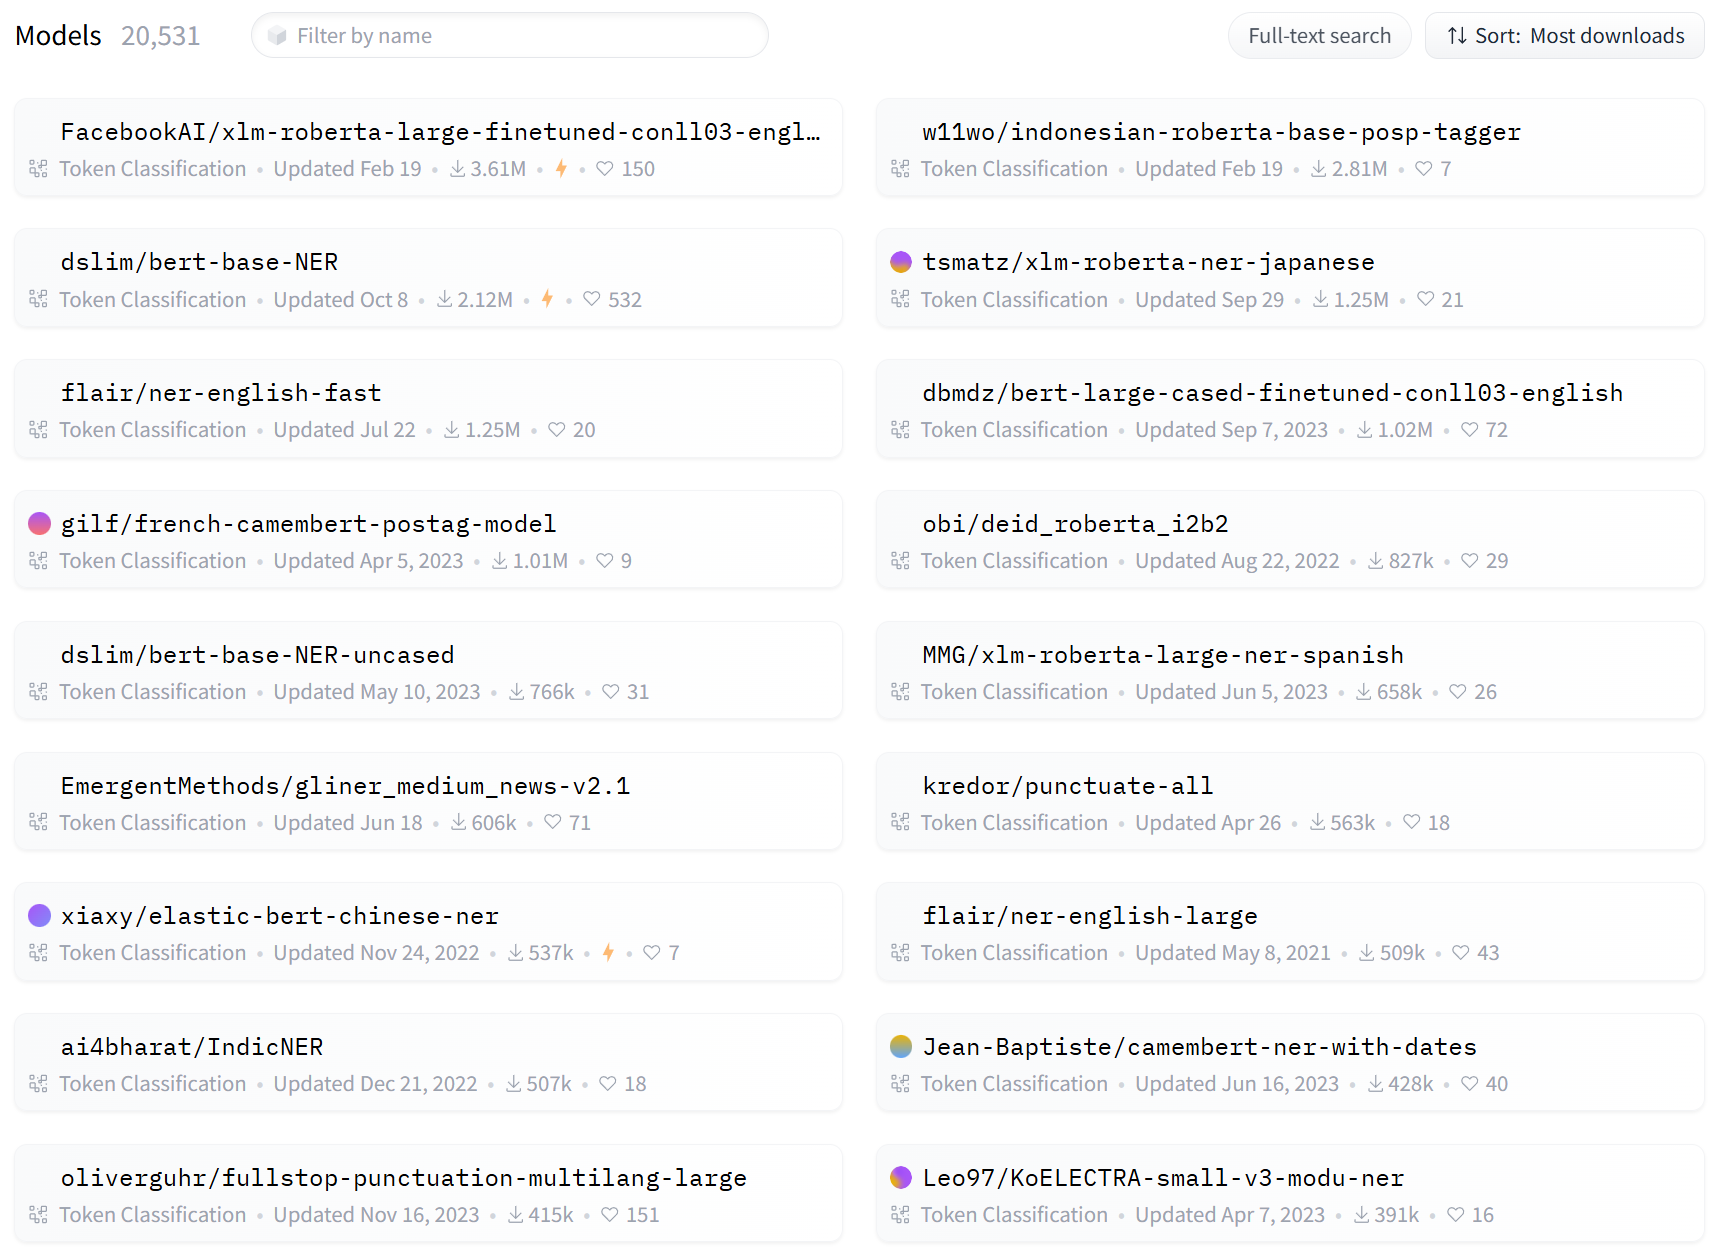 Models 20,531 Filter by name Full-text search Sort: Most downloads
FacebookAI/xlm-roberta-large-finetuned-conll03-engl…
Token Classification • Updated Feb 19 • 3.61M • 150
w11wo/indonesian-roberta-base-posp-tagger
Token Classification • Updated Feb 19 • 2.81M • 7
dslim/bert-base-NER
Token Classification • Updated Oct 8 • 2.12M • 532
tsmatz/xlm-roberta-ner-japanese
Token Classification • Updated Sep 29 • 1.25M • 21
flair/ner-english-fast
Token Classification • Updated Jul 22 • 1.25M • 20
dbmdz/bert-large-cased-finetuned-conll03-english
Token Classification • Updated Sep 7, 2023 • 1.02M • 72
gilf/french-camembert-postag-model
Token Classification • Updated Apr 5, 2023 • 1.01M • 9
obi/deid_roberta_i2b2
Token Classification • Updated Aug 22, 2022 • 827k • 29
dslim/bert-base-NER-uncased
Token Classification • Updated May 10, 2023 • 766k • 31
MMG/xlm-roberta-large-ner-spanish
Token Classification • Updated Jun 5, 2023 • 658k • 26
EmergentMethods/gliner_medium_news-v2.1
Token Classification • Updated Jun 18 • 606k • 71
kredor/punctuate-all
Token Classification • Updated Apr 26 • 563k • 18
xiaxy/elastic-bert-chinese-ner
Token Classification • Updated Nov 24, 2022 • 537k • 7
flair/ner-english-large
Token Classification • Updated May 8, 2021 • 509k • 43
ai4bharat/IndicNER
Token Classification • Updated Dec 21, 2022 • 507k • 18
Jean-Baptiste/camembert-ner-with-dates
Token Classification • Updated Jun 16, 2023 • 428k • 40
oliverguhr/fullstop-punctuation-multilang-large
Token Classification • Updated Nov 16, 2023 • 415k • 151
Leo97/KoELECTRA-small-v3-modu-ner
Token Classification • Updated Apr 7, 2023 • 391k • 16